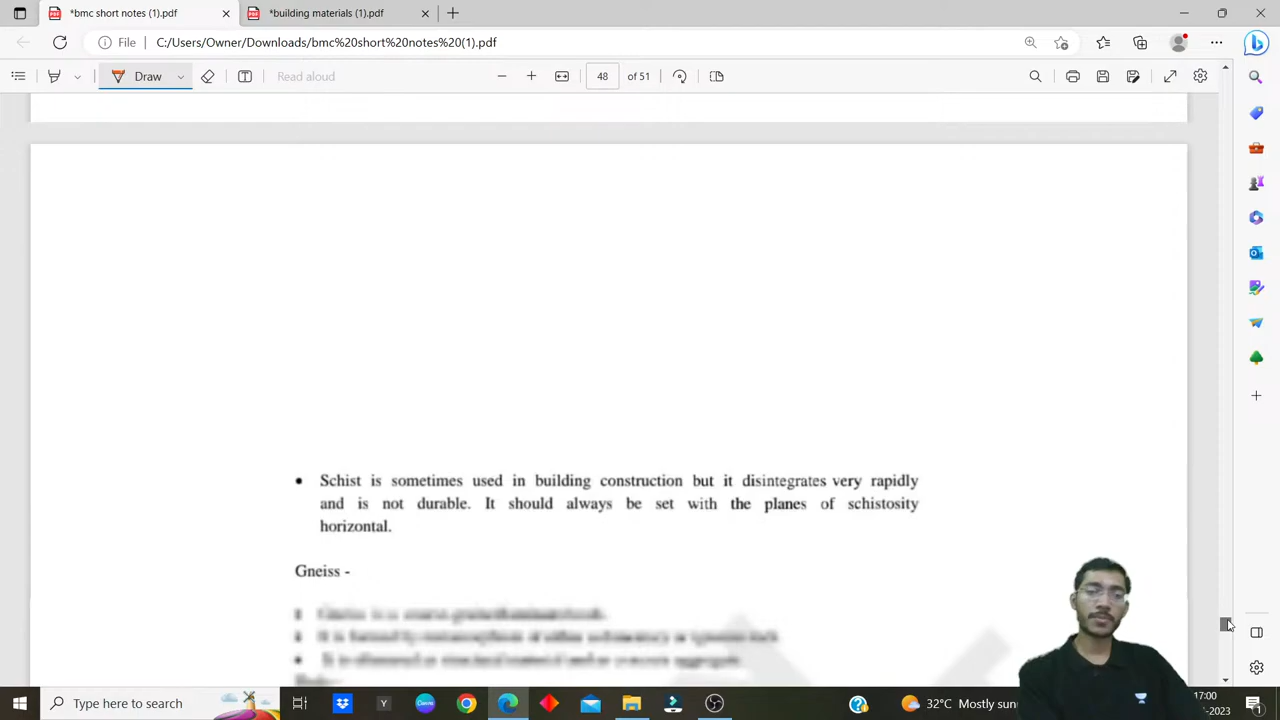 *bmc short notes (1).pdf
*building materials (1).pdf
File
C:/Users/Owner/Downloads/bmc%20short%20notes%20(1).pdf
Draw
Read aloud
48
of 51
Schist is sometimes used in building construction but it disintegrates very rapidly
and is not durable. It should always be set with the planes of schistosity
horizontal.
Gneiss -
Type here to search
Y
32°C Mostly sunn
17:00
-2023
1